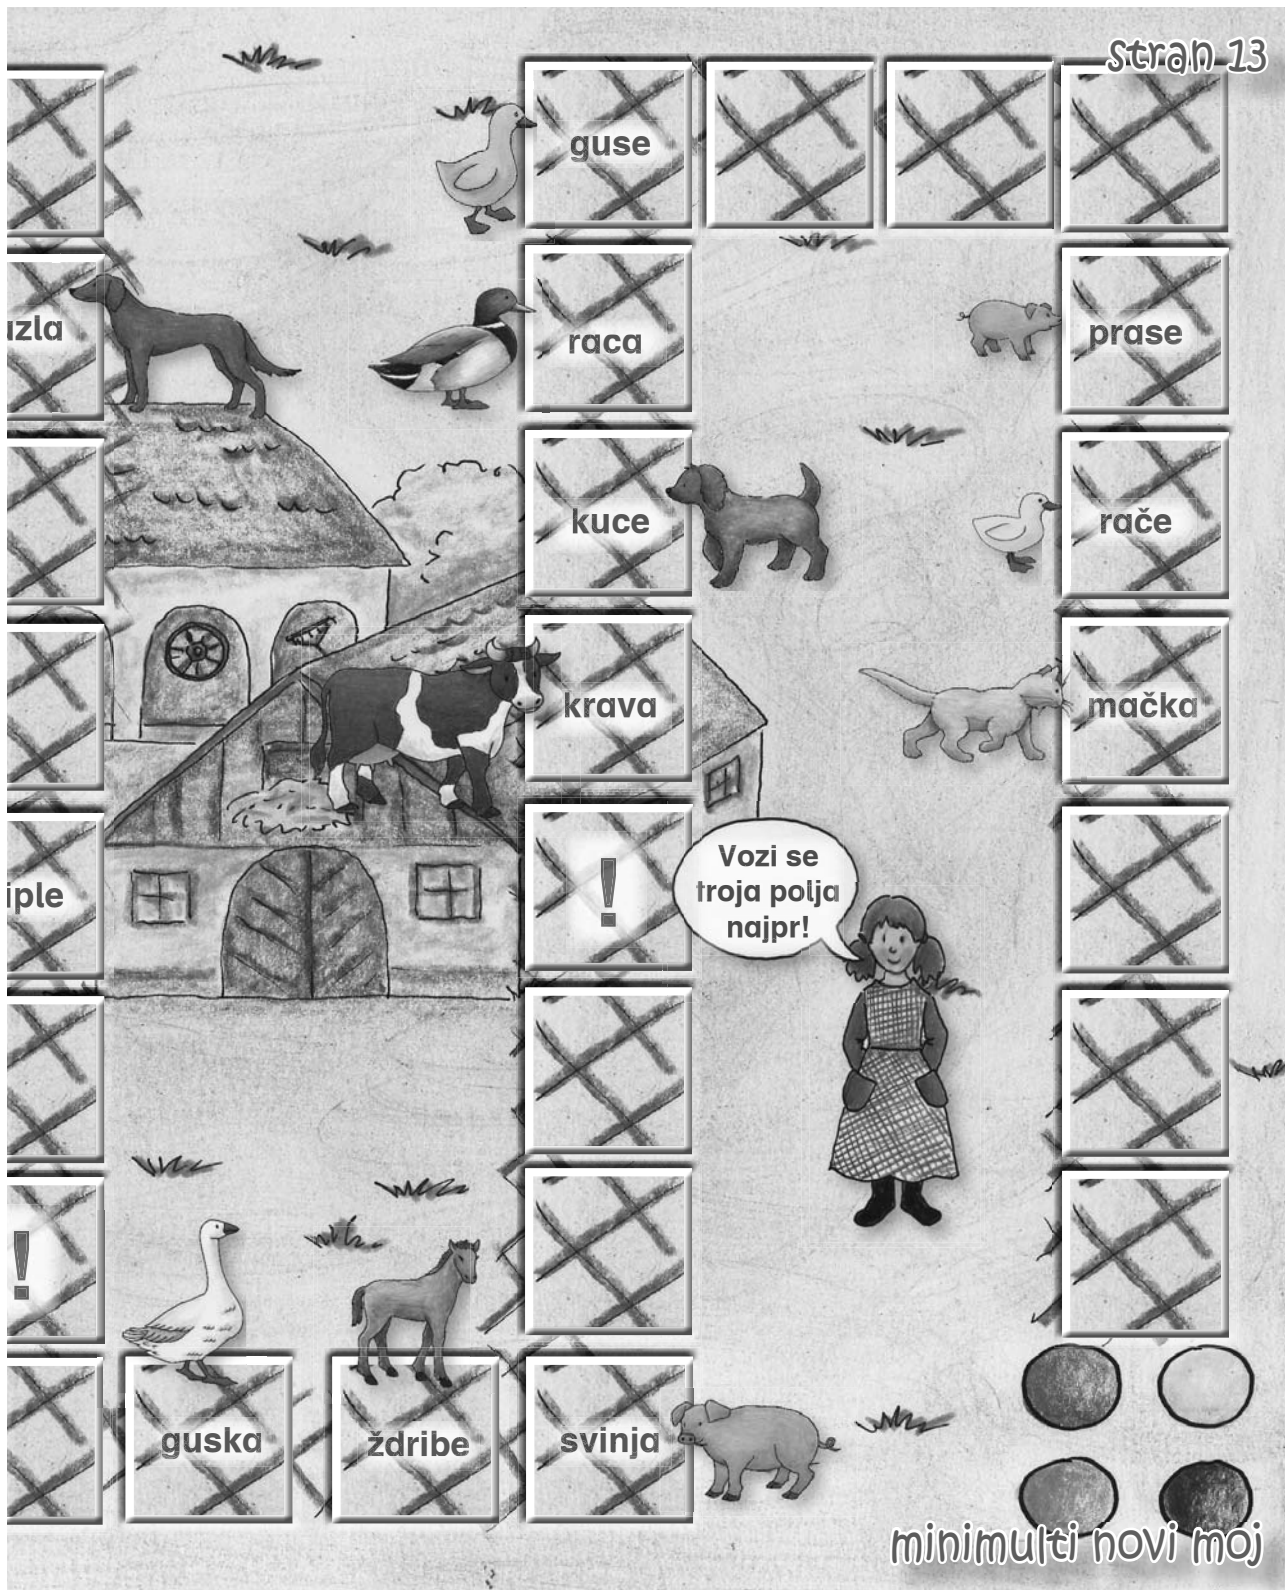 stran 13
guse
uzla
raca
prase
kuce
rače
krava
mačka
iple
!
Vozi se
troja polja
najpr!
!
guska
ždribe
svinja
minimulti novi moj